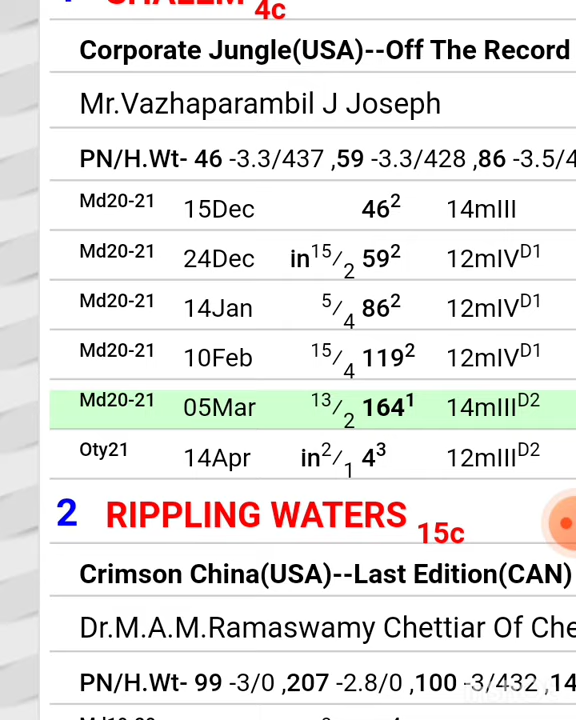 SHALEM 4c
Corporate Jungle(USA)--Off The Record
Mr.Vazhaparambil J Joseph
PN/H.Wt- 46 -3.3/437 ,59 -3.3/428 ,86 -3.5/4
Md20-21 15Dec 46² 14mIII
Md20-21 24Dec in15/2 59² 12mIVD1
Md20-21 14Jan 5/4 86² 12mIVD1
Md20-21 10Feb 15/4 119² 12mIVD1
Md20-21 05Mar 13/2 164¹ 14mIIID2
Oty21 14Apr in2/1 4³ 12mIIID2
2 RIPPLING WATERS 15c
Crimson China(USA)--Last Edition(CAN)
Dr.M.A.M.Ramaswamy Chettiar Of Che
PN/H.Wt- 99 -3/0 ,207 -2.8/0 ,100 -3/432 ,14